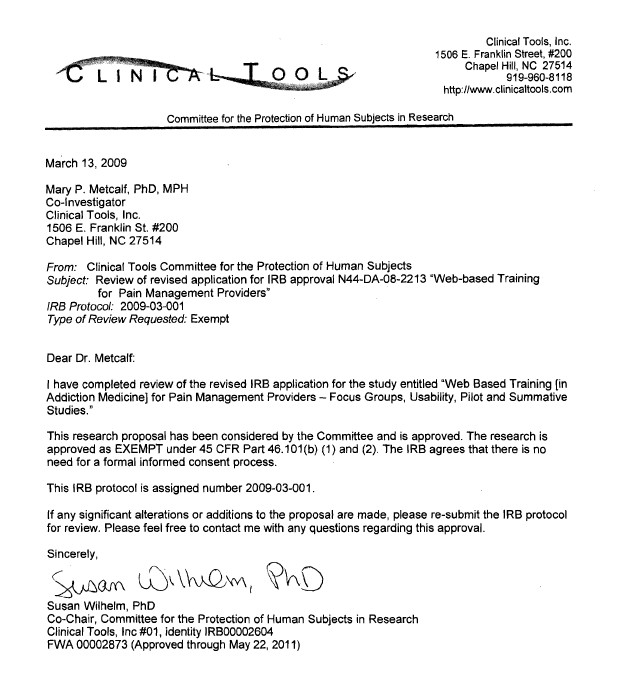 CLINICAL TOOLS
Clinical Tools, Inc.
1506 E. Franklin Street, #200
Chapel Hill, NC 27514
919-960-8118
http://www.clinicaltools.com
Committee for the Protection of Human Subjects in Research
March 13, 2009
Mary P. Metcalf, PhD, MPH
Co-Investigator
Clinical Tools, Inc.
1506 E. Franklin St. #200
Chapel Hill, NC 27514
From: Clinical Tools Committee for the Protection of Human Subjects
Subject: Review of revised application for IRB approval N44-DA-08-2213 “Web-based Training
for Pain Management Providers”
IRB Protocol: 2009-03-001
Type of Review Requested: Exempt
Dear Dr. Metcalf:
I have completed review of the revised IRB application for the study entitled “Web Based Training [in
Addiction Medicine] for Pain Management Providers – Focus Groups, Usability, Pilot and Summative
Studies.”
This research proposal has been considered by the Committee and is approved. The research is
approved as EXEMPT under 45 CFR Part 46.101(b) (1) and (2). The IRB agrees that there is no
need for a formal informed consent process.
This IRB protocol is assigned number 2009-03-001.
If any significant alterations or additions to the proposal are made, please re-submit the IRB protocol
for review. Please feel free to contact me with any questions regarding this approval.
Sincerely,
Susan Wilhelm, PhD
Susan Wilhelm, PhD
Co-Chair, Committee for the Protection of Human Subjects in Research
Clinical Tools, Inc #01, identity IRB00002604
FWA 00002873 (Approved through May 22, 2011)